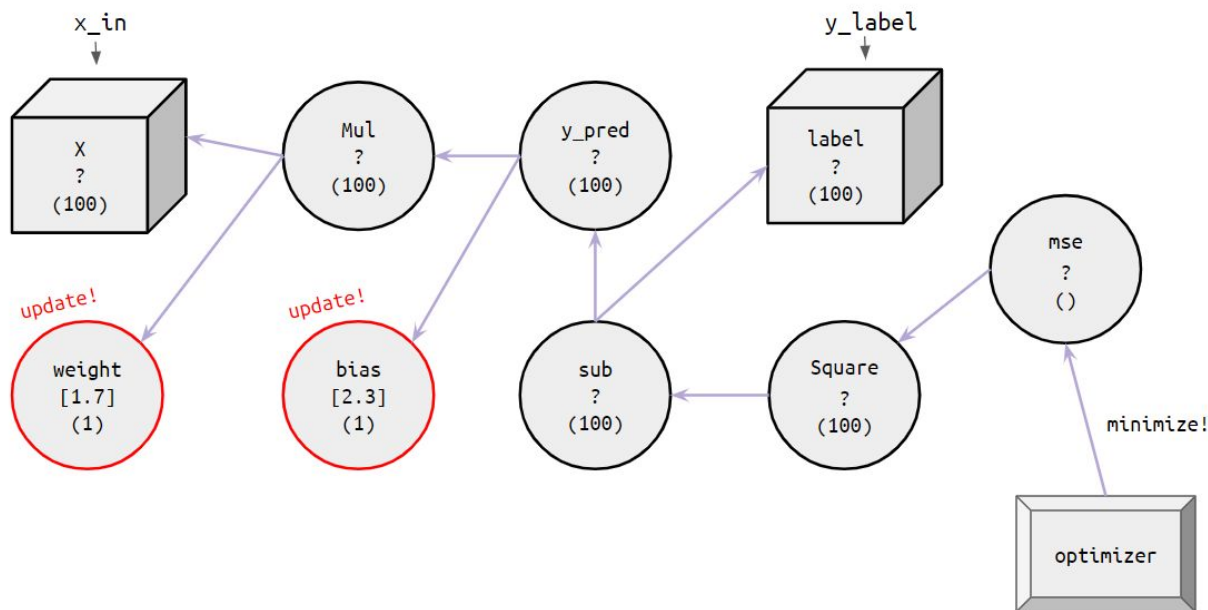 x_in
y_label
X
?
(100)
Mul
?
(100)
y_pred
?
(100)
label
?
(100)
mse
?
()
update!
weight
[1.7]
(1)
update!
bias
[2.3]
(1)
sub
?
(100)
Square
?
(100)
minimize!
optimizer